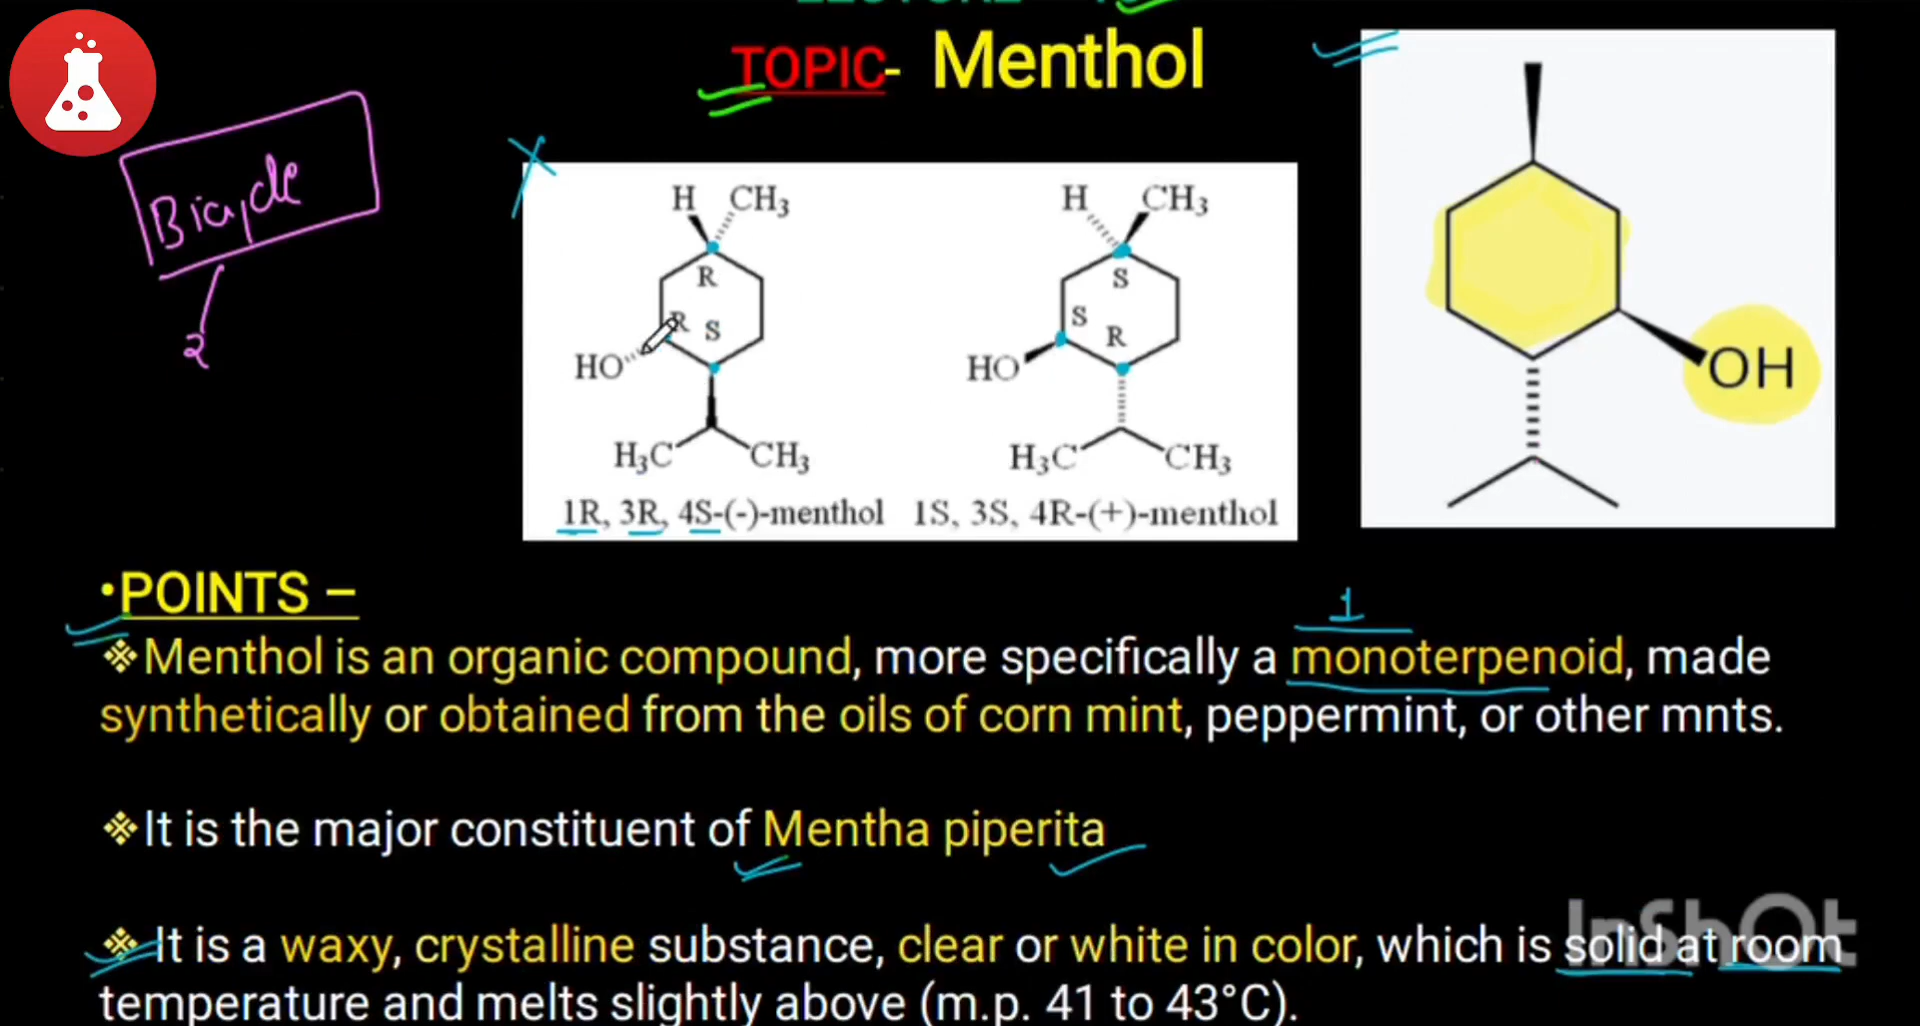 TOPIC- Menthol
Bicycle
2
H CH3
R
R S
HO
H3C CH3
1R, 3R, 4S-(-)-menthol
H CH3
S
S
R
HO
H3C CH3
1S, 3S, 4R-(+)-menthol
OH
•POINTS –
1
❖Menthol is an organic compound, more specifically a monoterpenoid, made
synthetically or obtained from the oils of corn mint, peppermint, or other mnts.
❖It is the major constituent of Mentha piperita
❖It is a waxy, crystalline substance, clear or white in color, which is solid at room
temperature and melts slightly above (m.p. 41 to 43°C).
InShOt